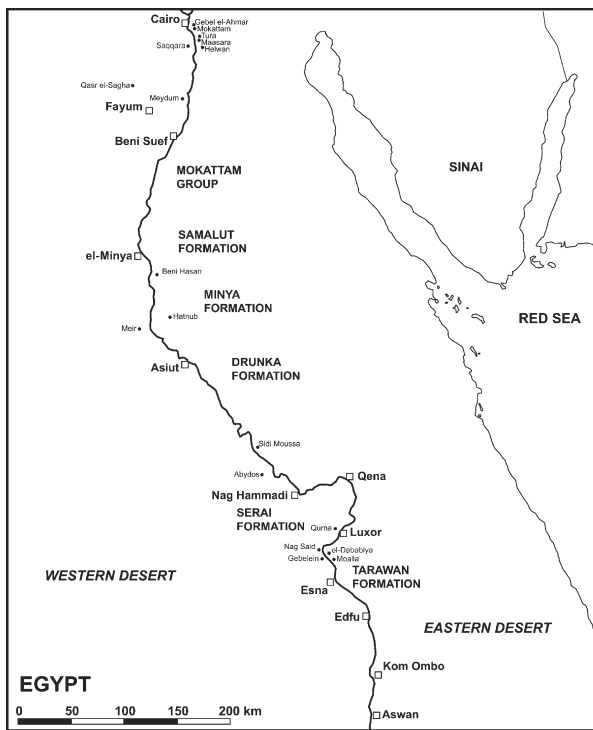 Cairo
Gebel el-Ahmar
Mokattam
Tura
Maasara
Helwan
Saqqara
Qasr el-Sagha
Meydum
Fayum
Beni Suef
MOKATTAM
GROUP
SINAI
SAMALUT
FORMATION
el-Minya
Beni Hasan
MINYA
FORMATION
Hatnub
RED SEA
Meir
Asiut
DRUNKA
FORMATION
Sidi Moussa
Abydos
Qena
Nag Hammadi
SERAI
FORMATION
Qurna
Luxor
Nag Said
el-Dababiya
Gebelein
Moalla
TARAWAN
FORMATION
WESTERN DESERT
Esna
Edfu
EASTERN DESERT
Kom Ombo
EGYPT
Aswan
0 50 100 150 200 km